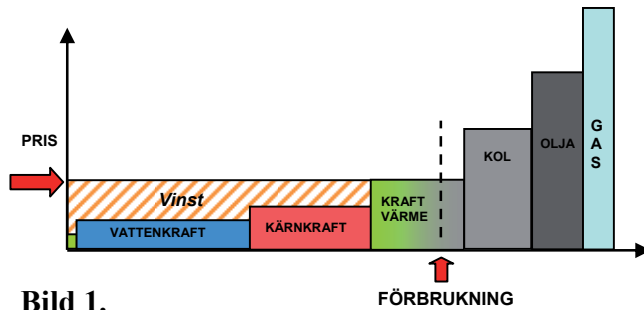 PRIS
Vinst
VATTENKRAFT
KÄRNKRAFT
KRAFT
VÄRME
KOL
OLJA
G
A
S
FÖRBRUKNING
Bild 1.